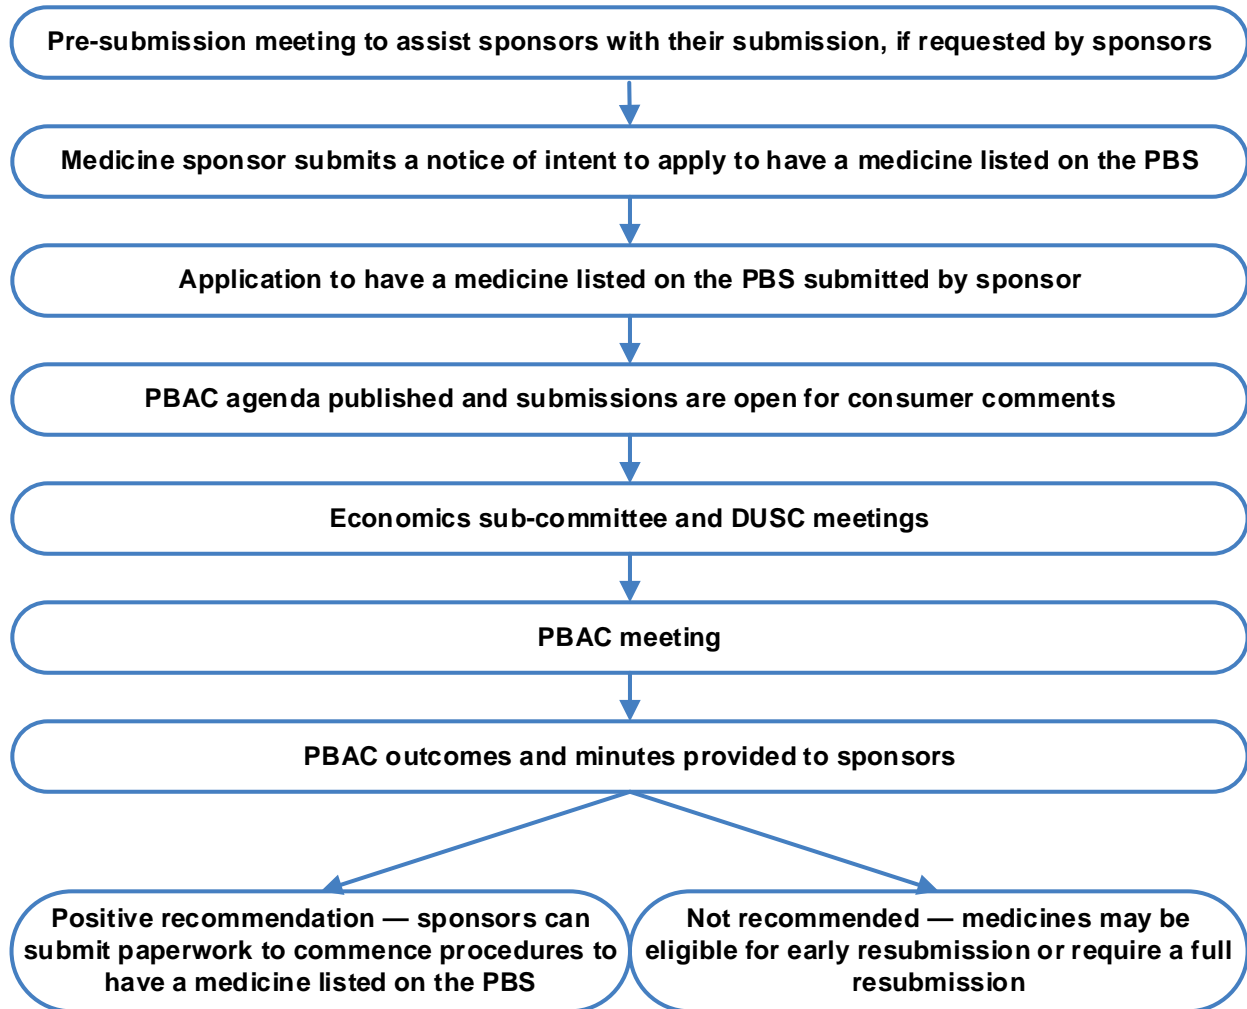 Pre-submission meeting to assist sponsors with their submission, if requested by sponsors
Medicine sponsor submits a notice of intent to apply to have a medicine listed on the PBS
Application to have a medicine listed on the PBS submitted by sponsor
PBAC agenda published and submissions are open for consumer comments
Economics sub-committee and DUSC meetings
PBAC meeting
PBAC outcomes and minutes provided to sponsors
Positive recommendation — sponsors can
submit paperwork to commence procedures to
have a medicine listed on the PBS
Not recommended — medicines may be
eligible for early resubmission or require a full
resubmission